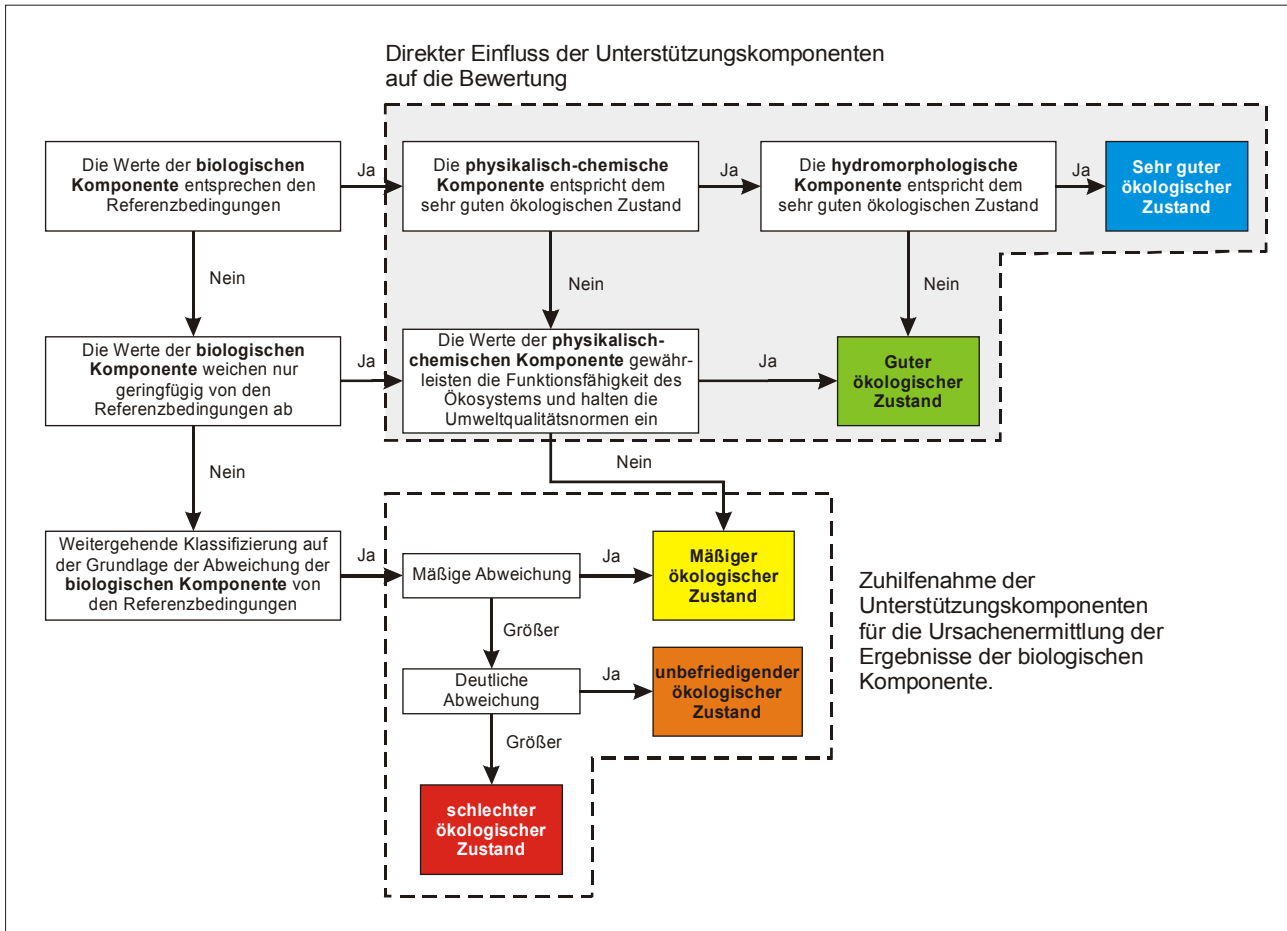 Direkter Einfluss der Unterstützungskomponenten
auf die Bewertung
Die Werte der biologischen
Komponente entsprechen den
Referenzbedingungen
Ja
Die physikalisch-chemische
Komponente entspricht dem
sehr guten ökologischen Zustand
Ja
Die hydromorphologische
Komponente entspricht dem
sehr guten ökologischen Zustand
Ja
Sehr guter
ökologischer
Zustand
Nein
Nein
Nein
Die Werte der biologischen
Komponente weichen nur
geringfügig von den
Referenzbedingungen ab
Ja
Die Werte der physikalisch-
chemischen Komponente gewähr-
leisten die Funktionsfähigkeit des
Ökosystems und halten die
Umweltqualitätsnormen ein
Ja
Guter
ökologischer
Zustand
Nein
Nein
Weitergehende Klassifizierung auf
der Grundlage der Abweichung der
biologischen Komponente von
den Referenzbedingungen
Ja
Mäßige Abweichung
Ja
Mäßiger
ökologischer
Zustand
Zuhilfenahme der
Unterstützungskomponenten
für die Ursachenermittlung der
Ergebnisse der biologischen
Komponente.
Größer
Deutliche
Abweichung
Ja
unbefriedigender
ökologischer
Zustand
Größer
schlechter
ökologischer
Zustand